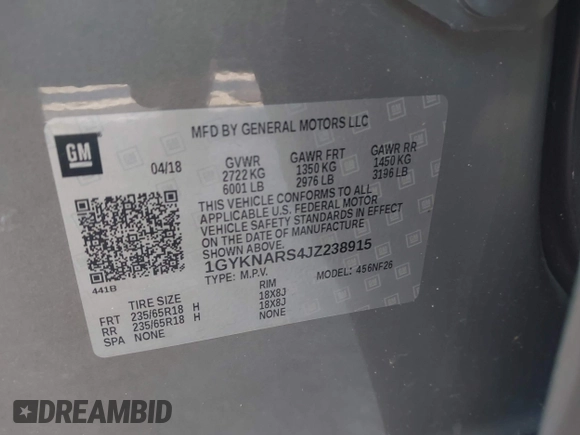 MFD BY GENERAL MOTORS LLC
GM
04/18 GVWR GAWR FRT GAWR RR
2722 KG 1350 KG 1450 KG
6001 LB 2976 LB 3196 LB
THIS VEHICLE CONFORMS TO ALL
APPLICABLE U.S. FEDERAL MOTOR
VEHICLE SAFETY STANDARDS IN EFFECT
ON THE DATE OF MANUFACTURE
SHOWN ABOVE.
1GYKNARS4JZ238915
TYPE: M.P.V. MODEL: 456NF26
441B
TIRE SIZE RIM
FRT 235/65R18 H 18X8J
RR 235/65R18 H 18X8J
SPA NONE NONE
DREAMBID